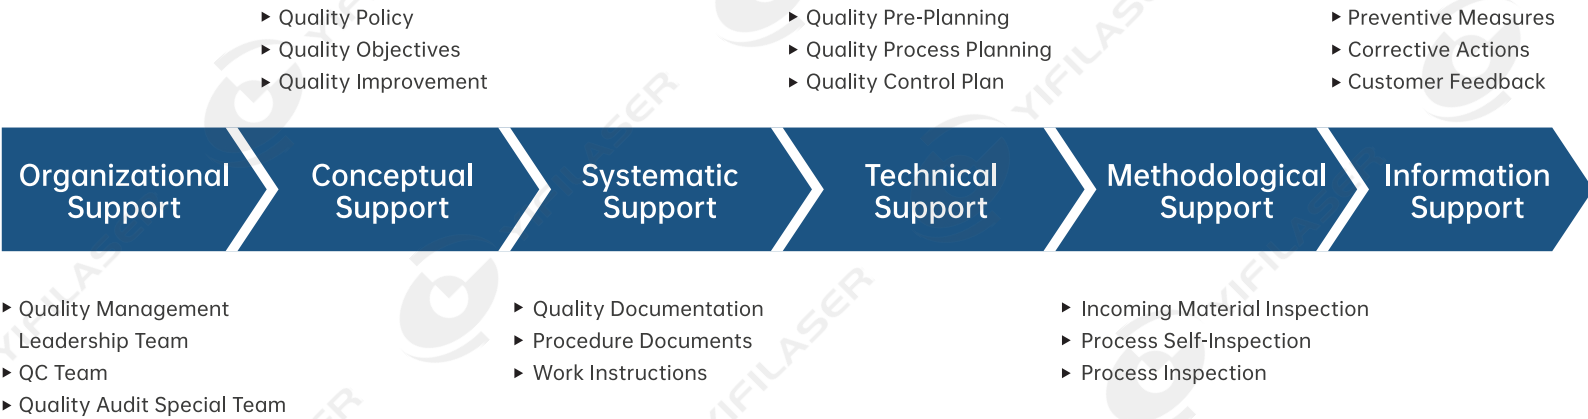 ▸ Quality Policy
▸ Quality Objectives
▸ Quality Improvement
▸ Quality Pre-Planning
▸ Quality Process Planning
▸ Quality Control Plan
▸ Preventive Measures
▸ Corrective Actions
▸ Customer Feedback
Organizational
Support
Conceptual
Support
Systematic
Support
Technical
Support
Methodological
Support
Information
Support
▸ Quality Management
Leadership Team
▸ QC Team
▸ Quality Audit Special Team
▸ Quality Documentation
▸ Procedure Documents
▸ Work Instructions
▸ Incoming Material Inspection
▸ Process Self-Inspection
▸ Process Inspection
YIFILASER